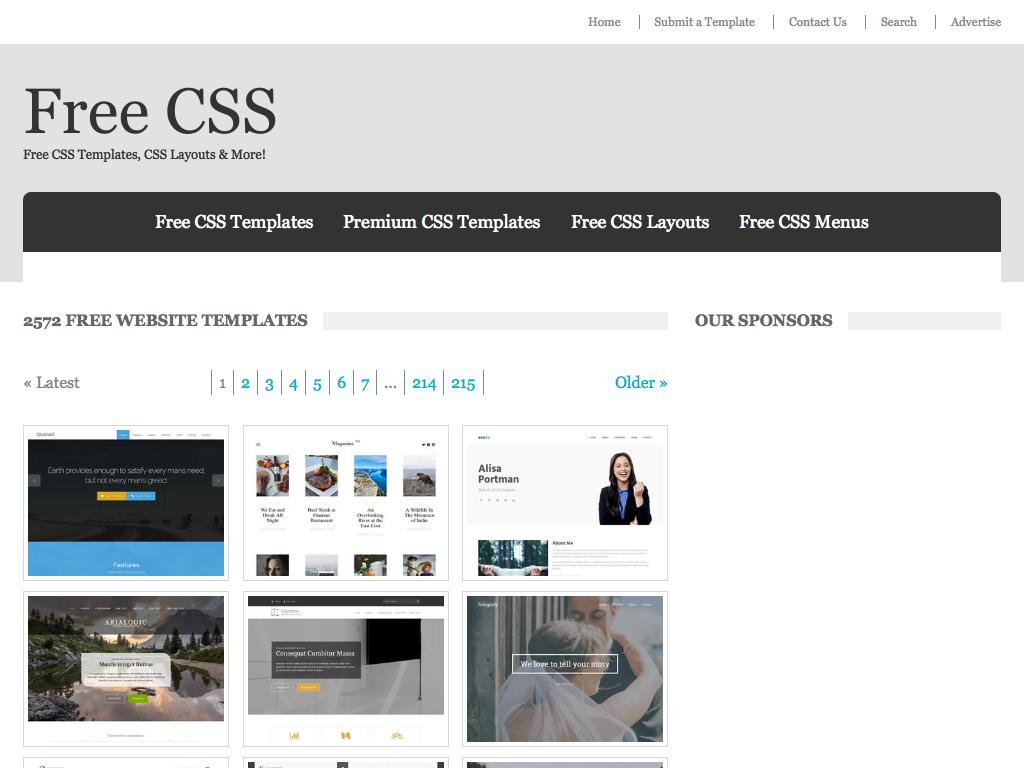 Home
Submit a Template
Contact Us
Search
Advertise
Free CSS
Free CSS Templates, CSS Layouts & More!
Free CSS Templates
Premium CSS Templates
Free CSS Layouts
Free CSS Menus
2572 FREE WEBSITE TEMPLATES
OUR SPONSORS
« Latest
1 2 3 4 5 6 7 ... 214 215
Older »
QUASAR
Earth provides enough to satisfy every man's need,
but not every man's greed.
Features
Magazine
We Eat and
Drink All
Night
Beef Steak at
Guatian
Restaurant
An
Overlooking
River at the
East Cost
A Wildlife In
The Mountain
of India
Alisa
Portman
About Me
ARIALOGIC
Mauris integer finibus
Consequat Curabitur Massa
We love to tell your story